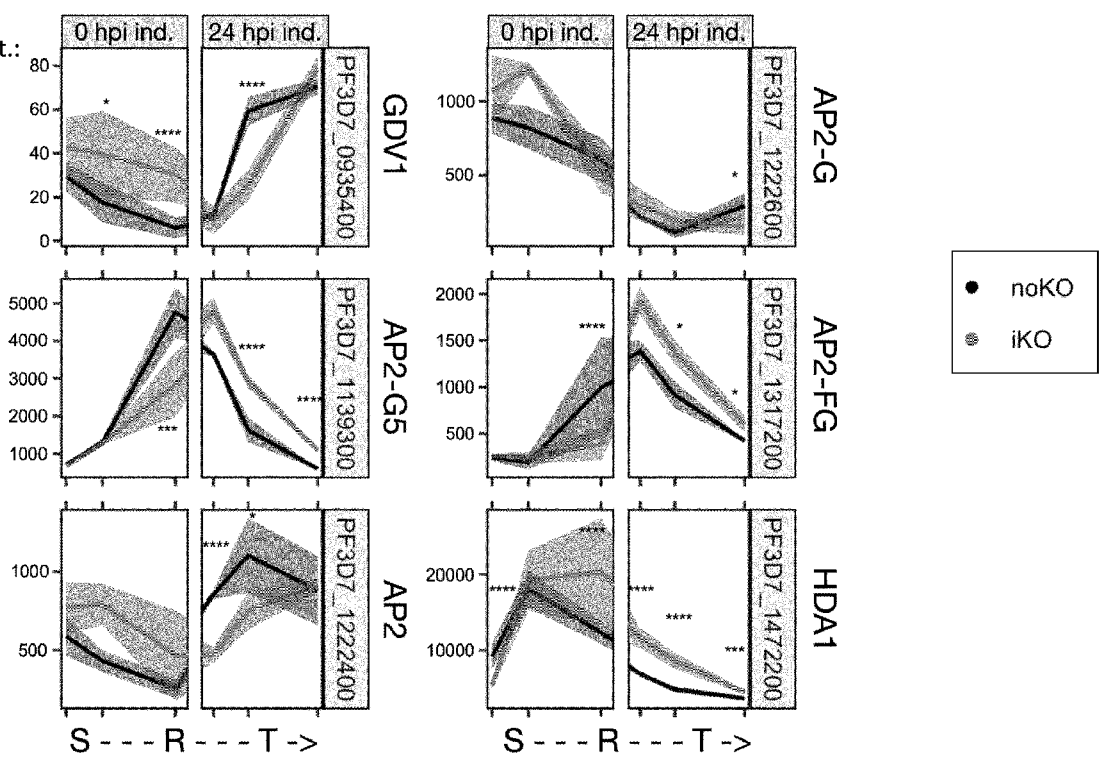 t.:
0 hpi ind. 24 hpi ind.
80
60
40
20
0
* **** ****
PF3D7_0935400
GDV1
0 hpi ind. 24 hpi ind.
1000
500
*
PF3D7_1222600
AP2-G
5000
4000
3000
2000
1000
*** **** ****
PF3D7_1139300
AP2-G5
2000
1500
1000
500
**** * *
PF3D7_1317200
AP2-FG
noKO
iKO
1000
500
**** *
PF3D7_1222400
AP2
20000
10000
**** **** **** **** ***
PF3D7_1472200
HDA1
S - - - R - - - - T ->
S - - - R - - - - T ->